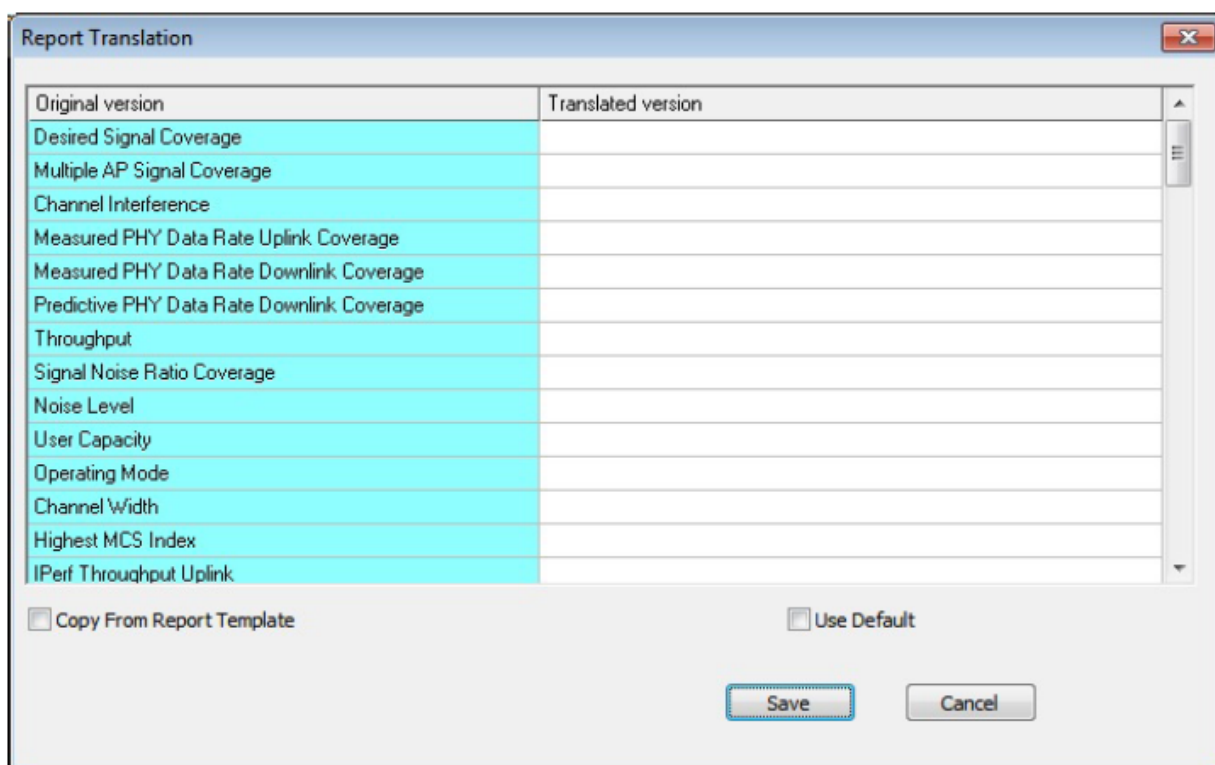 Report Translation
Original version Translated version
Desired Signal Coverage
Multiple AP Signal Coverage
Channel Interference
Measured PHY Data Rate Uplink Coverage
Measured PHY Data Rate Downlink Coverage
Predictive PHY Data Rate Downlink Coverage
Throughput
Signal Noise Ratio Coverage
Noise Level
User Capacity
Operating Mode
Channel Width
Highest MCS Index
IPerf Throughput Uplink
Copy From Report Template Use Default
Save Cancel